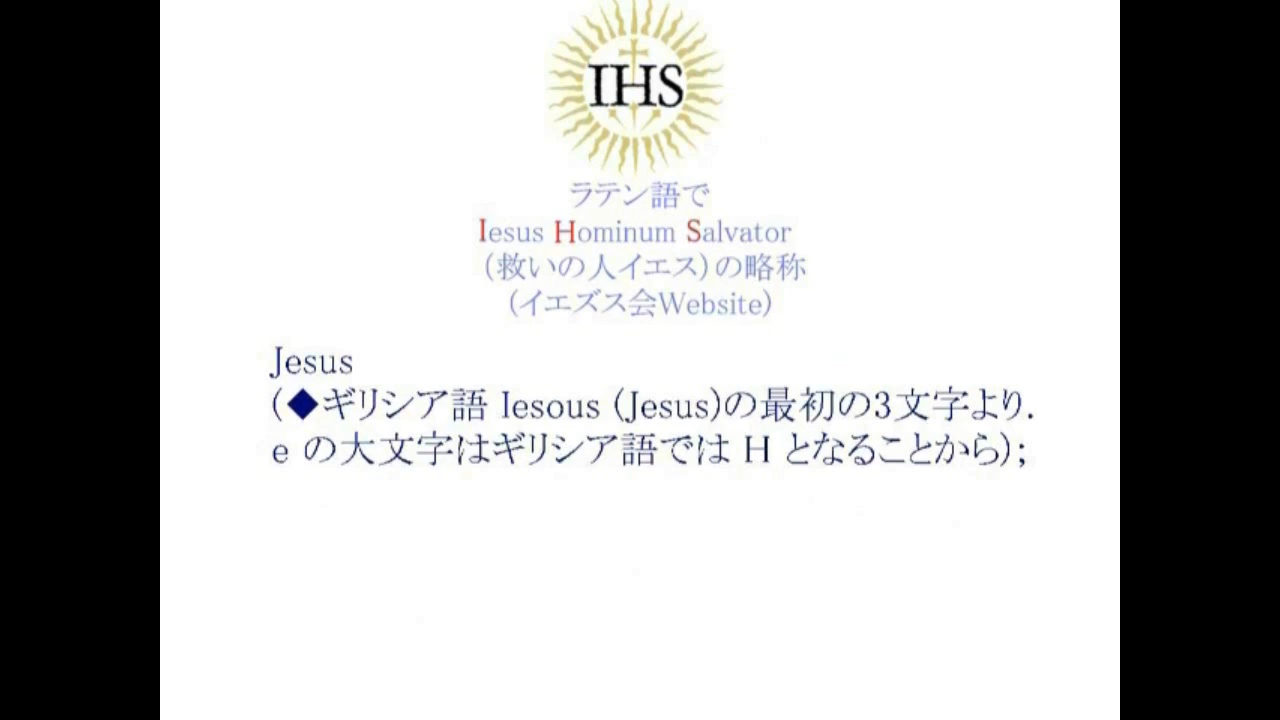 IHS
ラテン語で
Iesus Hominum Salvator
（救いの人イエス）の略称
（イエズス会Website）
Jesus
(◆ギリシア語 Iesous (Jesus)の最初の3文字より.
e の大文字はギリシア語では H となることから);